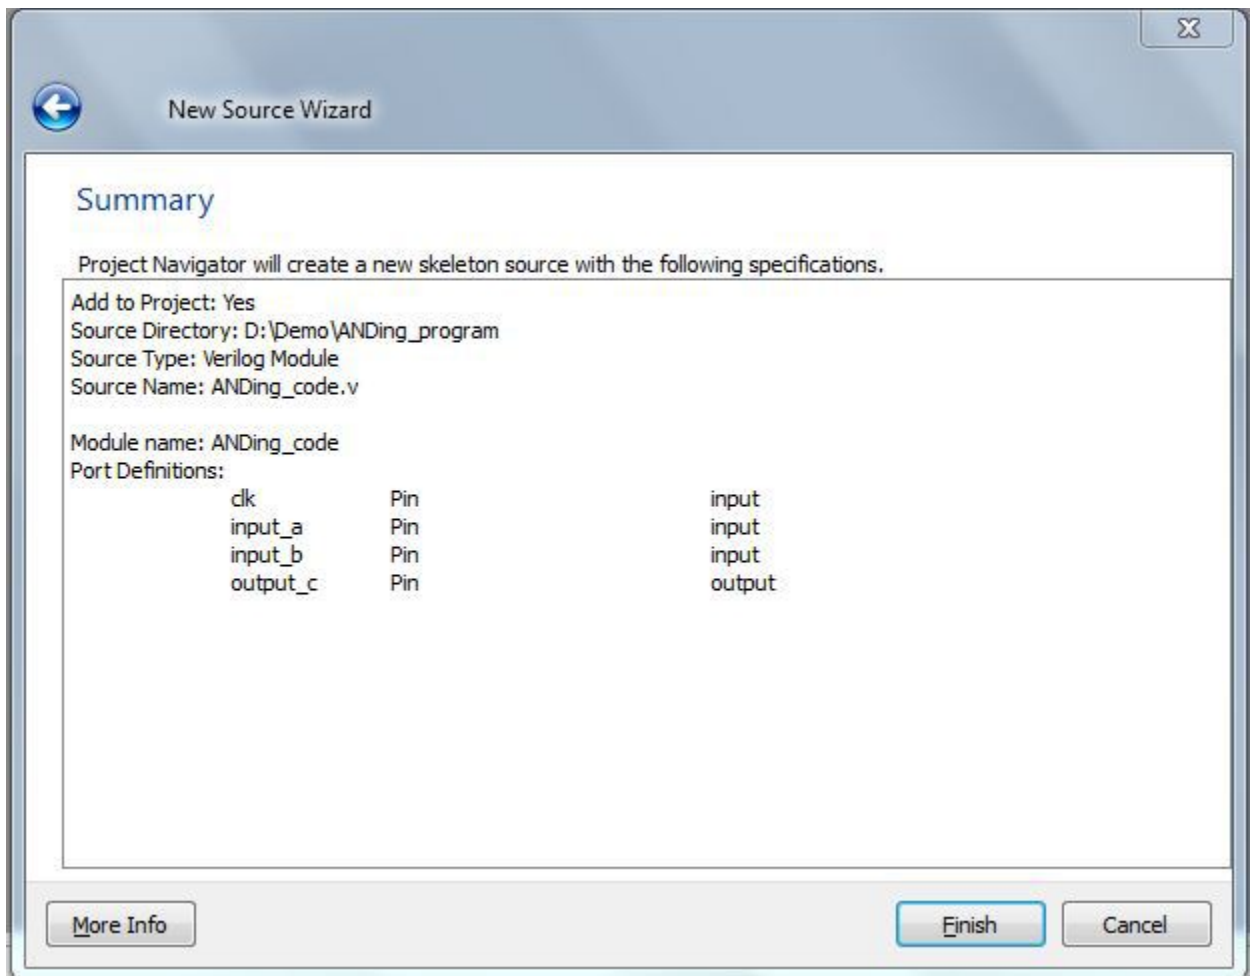 New Source Wizard
Summary
Project Navigator will create a new skeleton source with the following specifications.
Add to Project: Yes
Source Directory: D:\Demo\ANDing_program
Source Type: Verilog Module
Source Name: ANDing_code.v
Module name: ANDing_code
Port Definitions:
clk Pin input
input_a Pin input
input_b Pin input
output_c Pin output
More Info Finish Cancel